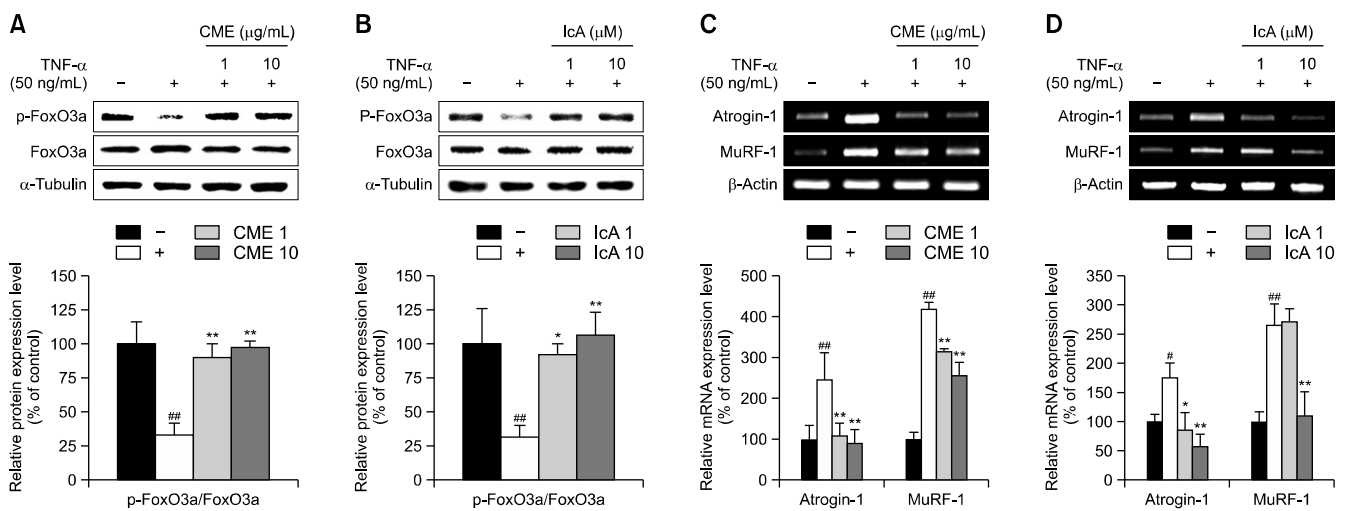 A
CME (μg/mL)
TNF-α
(50 ng/mL)
1 10
– + + +
p-FoxO3a
FoxO3a
α-Tubulin
– CME 1
+ CME 10
Relative protein expression level
(% of control)
150
125
100
75
50
25
0
##
**
**
p-FoxO3a/FoxO3a
B
IcA (μM)
TNF-α
(50 ng/mL)
1 10
– + + +
P-FoxO3a
FoxO3a
α-Tubulin
– IcA 1
+ IcA 10
Relative protein expression level
(% of control)
150
125
100
75
50
25
0
##
*
**
p-FoxO3a/FoxO3a
C
CME (μg/mL)
TNF-α
(50 ng/mL)
1 10
– + + +
Atrogin-1
MuRF-1
β-Actin
– CME 1
+ CME 10
Relative mRNA expression level
(% of control)
500
400
300
200
100
0
##
**
**
##
**
**
Atrogin-1 MuRF-1
D
IcA (μM)
TNF-α
(50 ng/mL)
1 10
– + + +
Atrogin-1
MuRF-1
β-Actin
– IcA 1
+ IcA 10
Relative mRNA expression level
(% of control)
350
300
250
200
150
100
50
0
#
*
**
##
**
Atrogin-1 MuRF-1